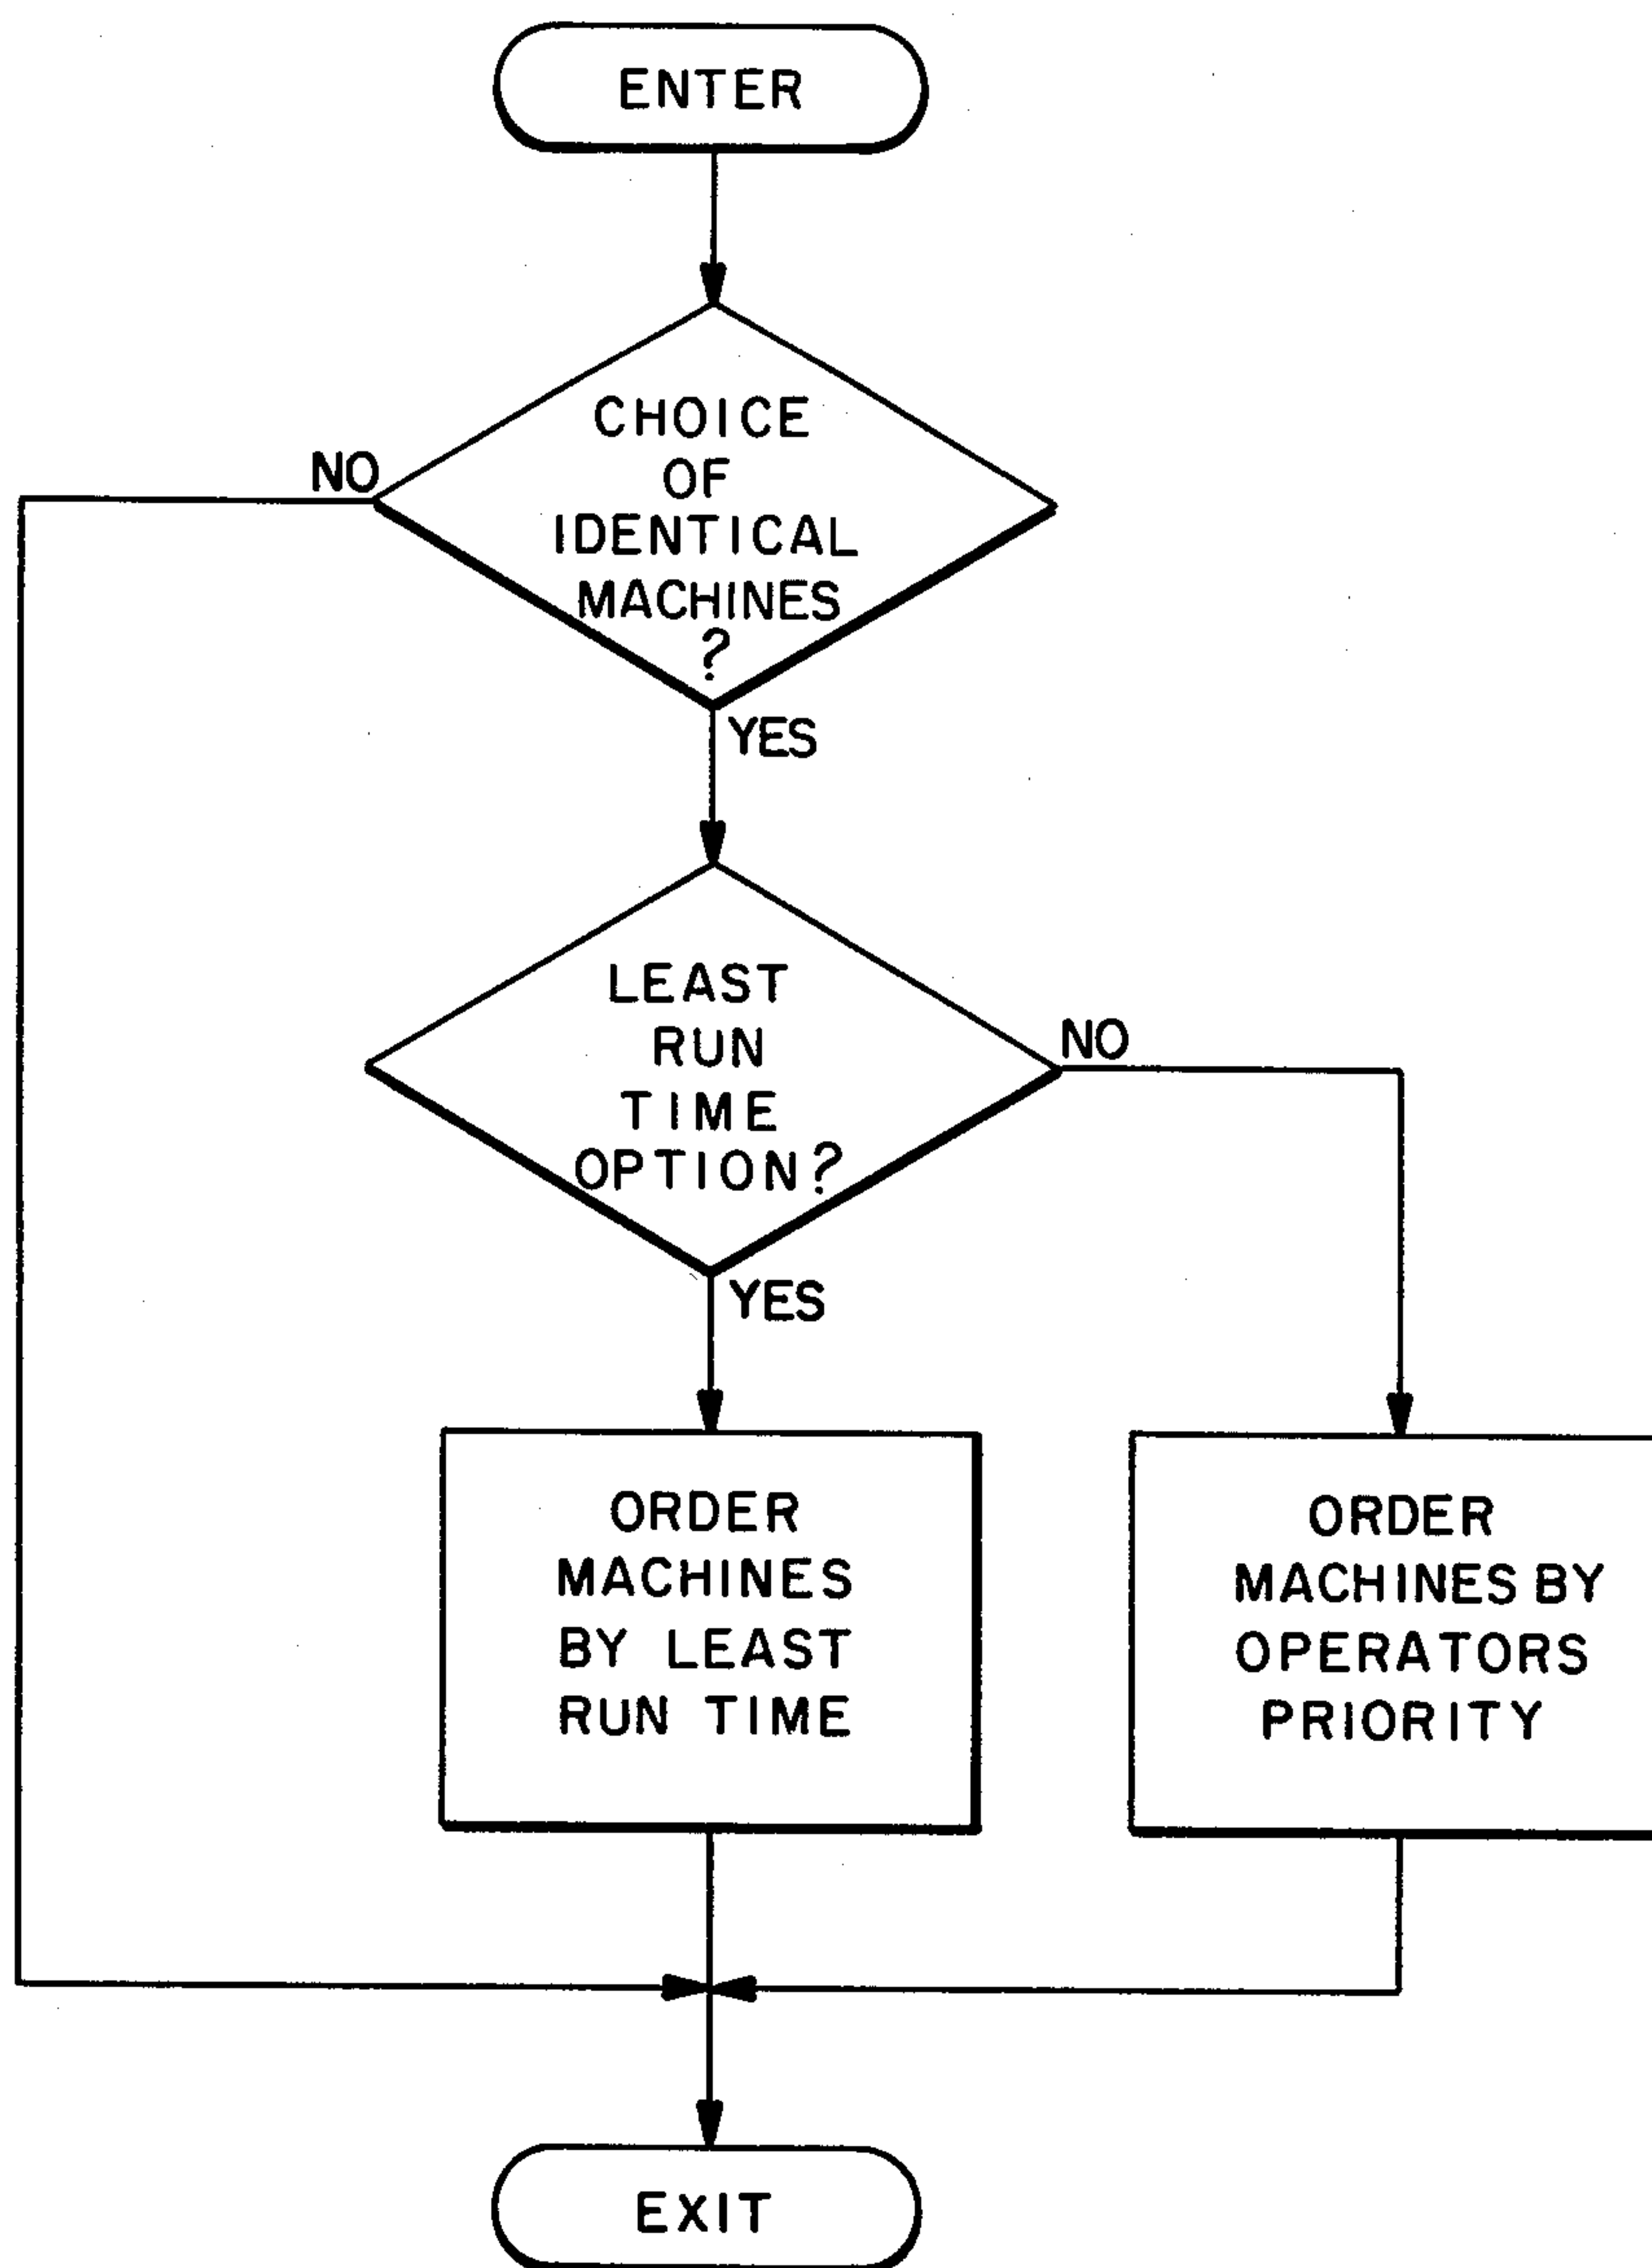 ENTER
CHOICE
OF
IDENTICAL
MACHINES
?
NO
YES
LEAST
RUN
TIME
OPTION?
NO
YES
ORDER
MACHINES
BY LEAST
RUN TIME
ORDER
MACHINES BY
OPERATORS
PRIORITY
EXIT